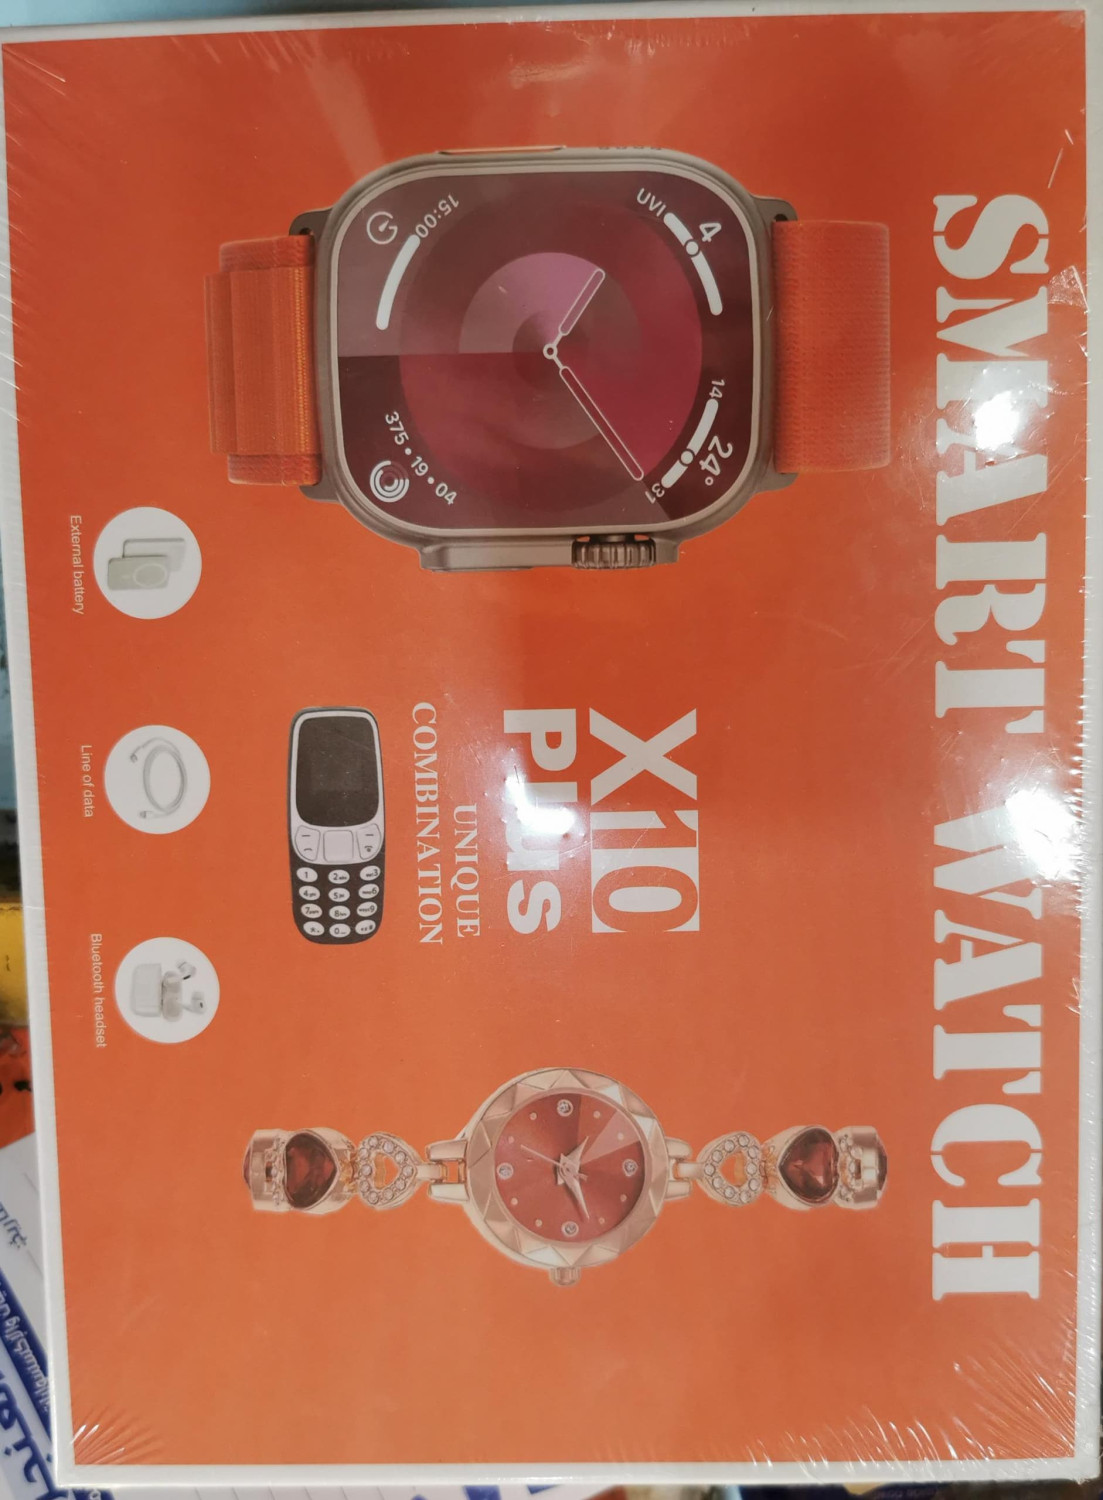 SMART WATCH
UVI
4
14
24°
31
15:00
375 • 19 • 04
X10
Plus
UNIQUE
COMBINATION
External battery
Line of data
Bluetooth headset